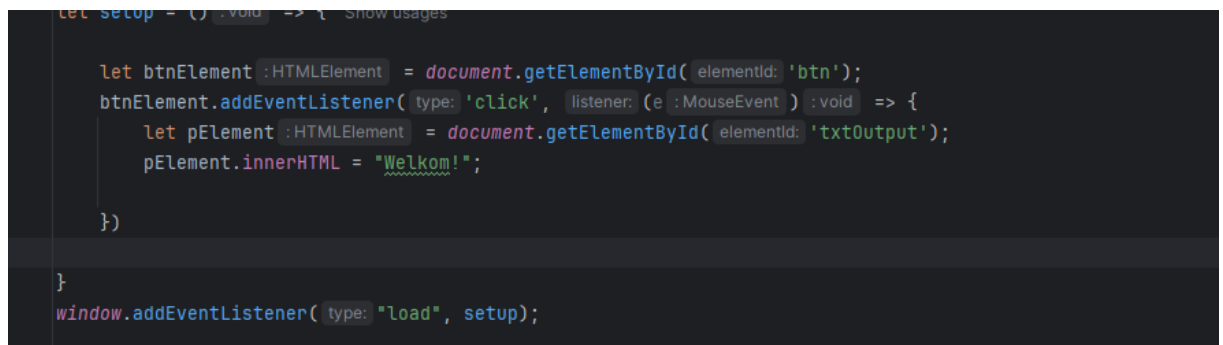 let setup = () : void => { Show usages
let btnElement : HTMLElement = document.getElementById( elementId: 'btn');
btnElement.addEventListener( type: 'click', listener: (e : MouseEvent ) : void => {
let pElement : HTMLElement = document.getElementById( elementId: 'txtOutput');
pElement.innerHTML = "Welkom!";
})
}
window.addEventListener( type: "load", setup);